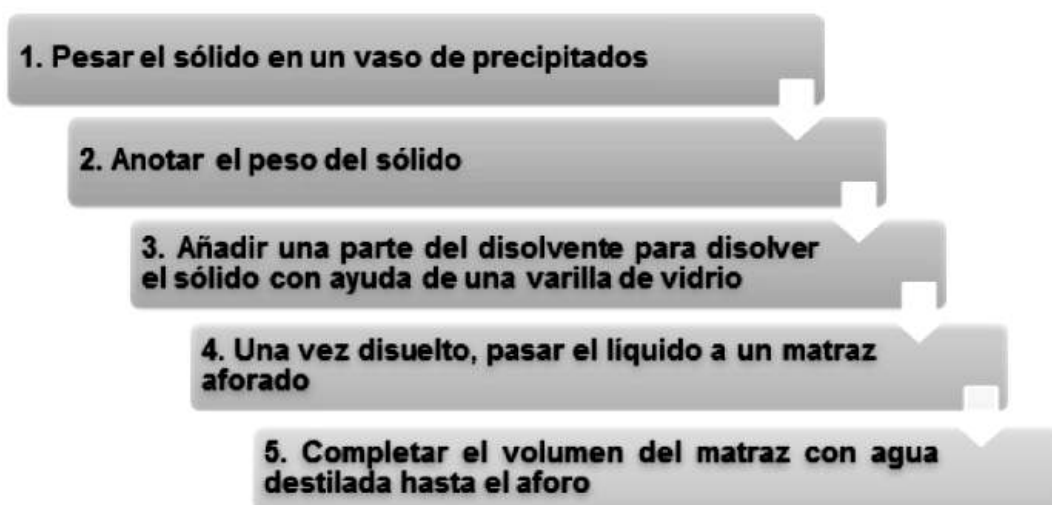 1. Pesar el sólido en un vaso de precipitados
2. Anotar el peso del sólido
3. Añadir una parte del disolvente para disolver
el sólido con ayuda de una varilla de vidrio
4. Una vez disuelto, pasar el líquido a un matraz
aforado
5. Completar el volumen del matraz con agua
destilada hasta el aforo